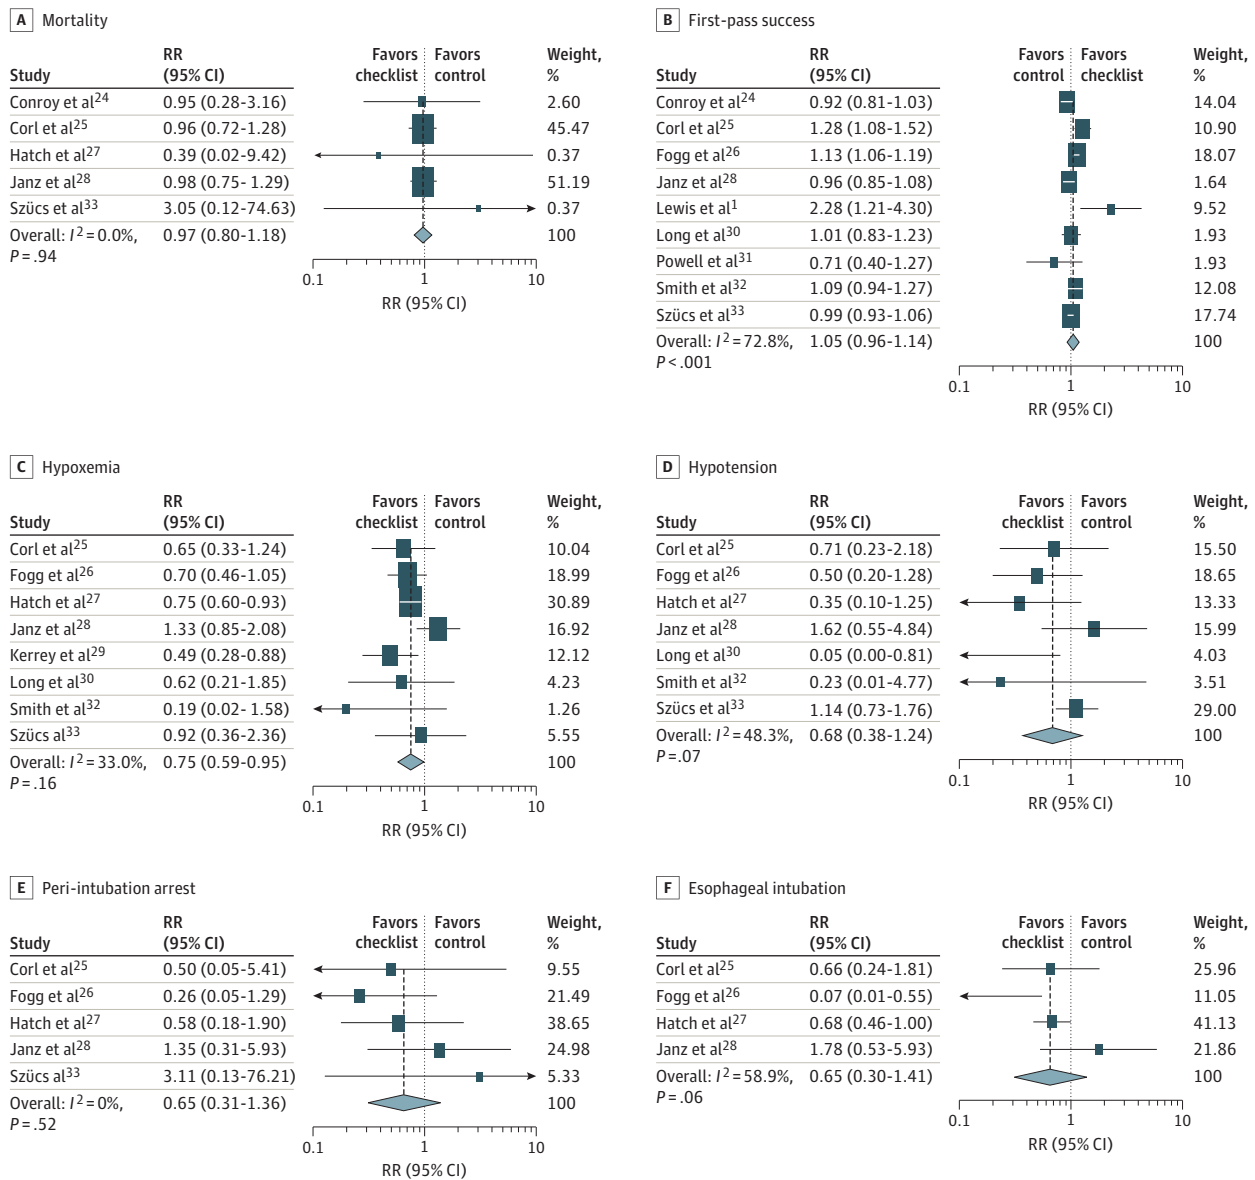 A Mortality
RR Favors Favors Weight,
Study (95% CI) checklist control %
Conroy et al24 0.95 (0.28-3.16) 2.60
Corl et al25 0.96 (0.72-1.28) 45.47
Hatch et al27 0.39 (0.02-9.42) 0.37
Janz et al28 0.98 (0.75- 1.29) 51.19
Szücs et al33 3.05 (0.12-74.63) 0.37
Overall: I2 = 0.0%, 0.97 (0.80-1.18) 100
P = .94
0.1 1 10
RR (95% CI)
B First-pass success
RR Favors Favors Weight,
Study (95% CI) control checklist %
Conroy et al24 0.92 (0.81-1.03) 14.04
Corl et al25 1.28 (1.08-1.52) 10.90
Fogg et al26 1.13 (1.06-1.19) 18.07
Janz et al28 0.96 (0.85-1.08) 1.64
Lewis et al1 2.28 (1.21-4.30) 9.52
Long et al30 1.01 (0.83-1.23) 1.93
Powell et al31 0.71 (0.40-1.27) 1.93
Smith et al32 1.09 (0.94-1.27) 12.08
Szücs et al33 0.99 (0.93-1.06) 17.74
Overall: I2 = 72.8%, 1.05 (0.96-1.14) 100
P < .001
0.1 1 10
RR (95% CI)
C Hypoxemia
RR Favors Favors Weight,
Study (95% CI) checklist control %
Corl et al25 0.65 (0.33-1.24) 10.04
Fogg et al26 0.70 (0.46-1.05) 18.99
Hatch et al27 0.75 (0.60-0.93) 30.89
Janz et al28 1.33 (0.85-2.08) 16.92
Kerrey et al29 0.49 (0.28-0.88) 12.12
Long et al30 0.62 (0.21-1.85) 4.23
Smith et al32 0.19 (0.02- 1.58) 1.26
Szücs al33 0.92 (0.36-2.36) 5.55
Overall: I2 = 33.0%, 0.75 (0.59-0.95) 100
P = .16
0.1 1 10
RR (95% CI)
D Hypotension
RR Favors Favors Weight,
Study (95% CI) checklist control %
Corl et al25 0.71 (0.23-2.18) 15.50
Fogg et al26 0.50 (0.20-1.28) 18.65
Hatch et al27 0.35 (0.10-1.25) 13.33
Janz et al28 1.62 (0.55-4.84) 15.99
Long et al30 0.05 (0.00-0.81) 4.03
Smith et al32 0.23 (0.01-4.77) 3.51
Szücs et al33 1.14 (0.73-1.76) 29.00
Overall: I2 = 48.3%, 0.68 (0.38-1.24) 100
P = .07
0.1 1 10
RR (95% CI)
E Peri-intubation arrest
RR Favors Favors Weight,
Study (95% CI) checklist control %
Corl et al25 0.50 (0.05-5.41) 9.55
Fogg et al26 0.26 (0.05-1.29) 21.49
Hatch et al27 0.58 (0.18-1.90) 38.65
Janz et al28 1.35 (0.31-5.93) 24.98
Szücs al33 3.11 (0.13-76.21) 5.33
Overall: I2 = 0%, 0.65 (0.31-1.36) 100
P = .52
0.1 1 10
RR (95% CI)
F Esophageal intubation
RR Favors Favors Weight,
Study (95% CI) checklist control %
Corl et al25 0.66 (0.24-1.81) 25.96
Fogg et al26 0.07 (0.01-0.55) 11.05
Hatch et al27 0.68 (0.46-1.00) 41.13
Janz et al28 1.78 (0.53-5.93) 21.86
Overall: I2 = 58.9%, 0.65 (0.30-1.41) 100
P = .06
0.1 1 10
RR (95% CI)